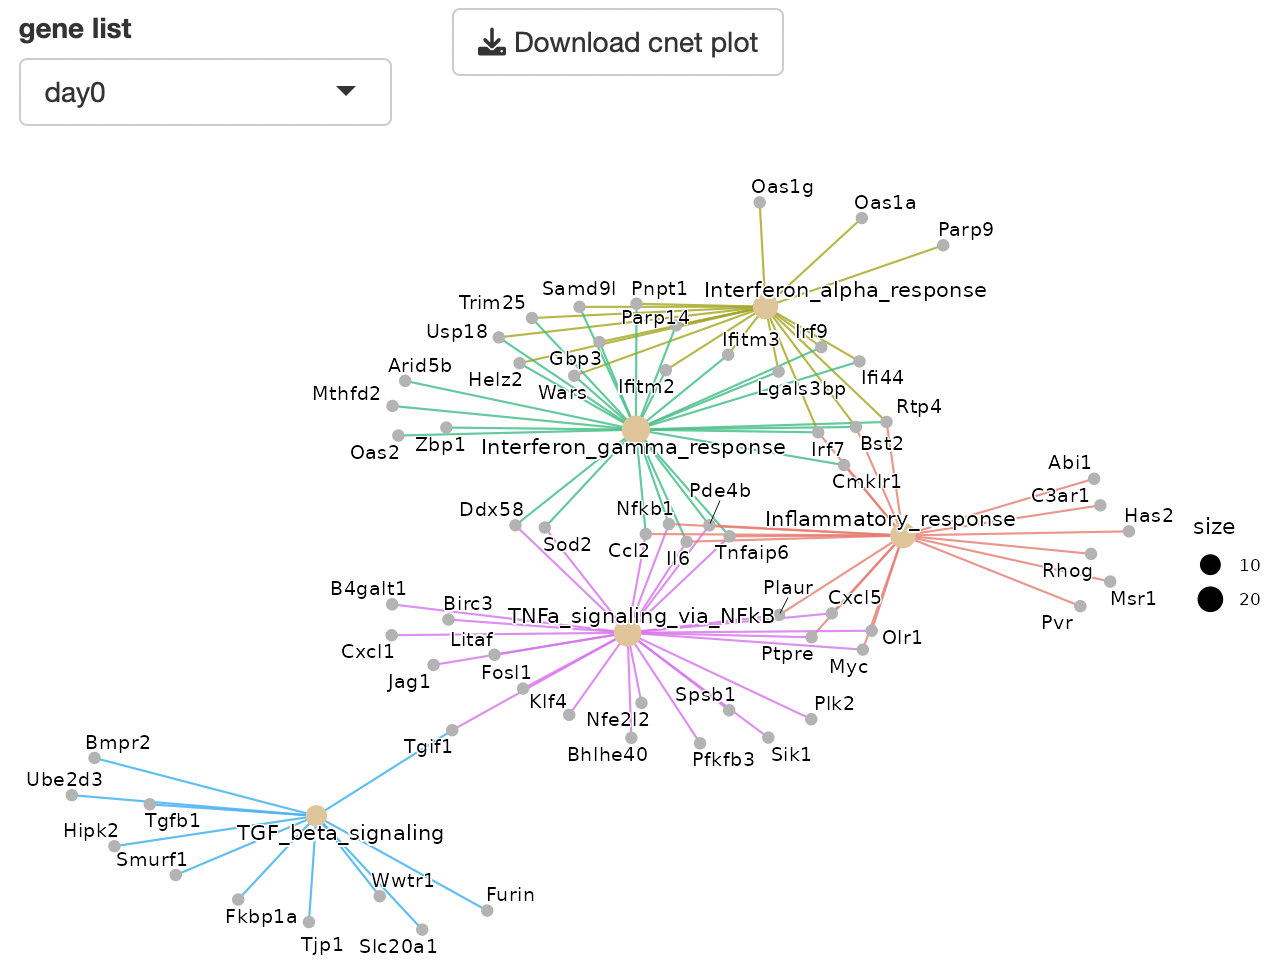 gene list
Download cnet plot
day0
Oas1g
Oas1a
Parp9
Samd9l
Pnpt1
Interferon_alpha_response
Trim25
Parp14
Usp18
Irf9
Ifitm3
Gbp3
Arid5b
Helz2
Ifi44
Mthfd2
Wars
Ifitm2
Lgals3bp
Rtp4
Zbp1
Oas2
Interferon_gamma_response
Irf7
Bst2
Abi1
Cmklr1
Pde4b
C3ar1
Ddx58
Nfkb1
Inflammatory_response
Has2
size
Sod2
Ccl2
Il6
Tnfaip6
10
Rhog
B4galt1
Plaur
Birc3
Cxcl5
Msr1
20
TNFa_signaling_via_NFkB
Pvr
Litaf
Olr1
Cxcl1
Ptpre
Myc
Fosl1
Jag1
Klf4
Spsb1
Plk2
Nfe2l2
Tgif1
Bhlhe40
Pfkfb3
Sik1
Bmpr2
Ube2d3
Tgfb1
Hipk2
TGF_beta_signaling
Smurf1
Wwtr1
Furin
Fkbp1a
Tjp1
Slc20a1